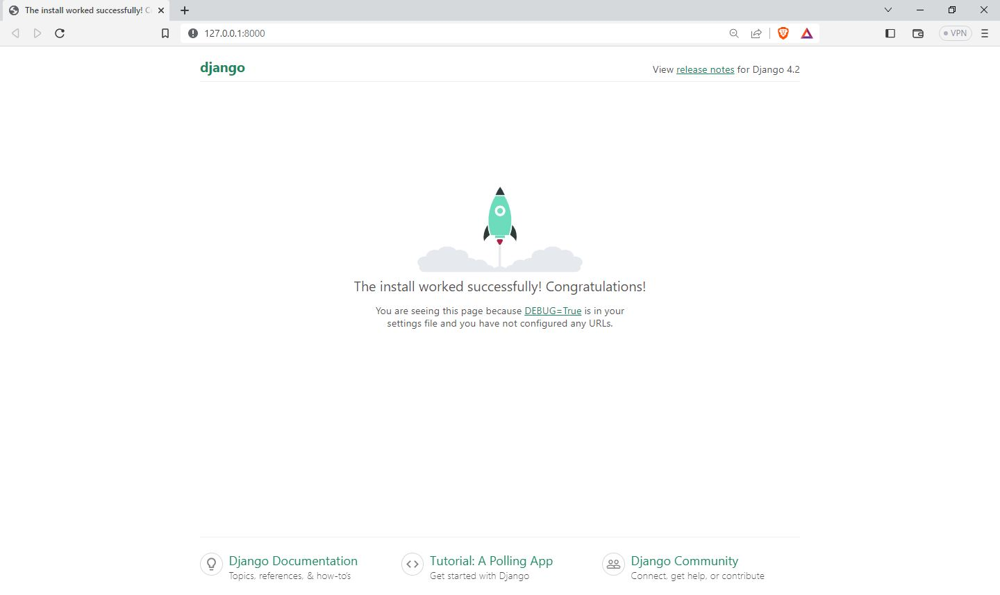 The install worked successfully! C
127.0.0.1:8000
VPN
django
View release notes for Django 4.2
The install worked successfully! Congratulations!
You are seeing this page because DEBUG=True is in your
settings file and you have not configured any URLs.
Django Documentation
Topics, references, & how-to's
Tutorial: A Polling App
Get started with Django
Django Community
Connect, get help, or contribute